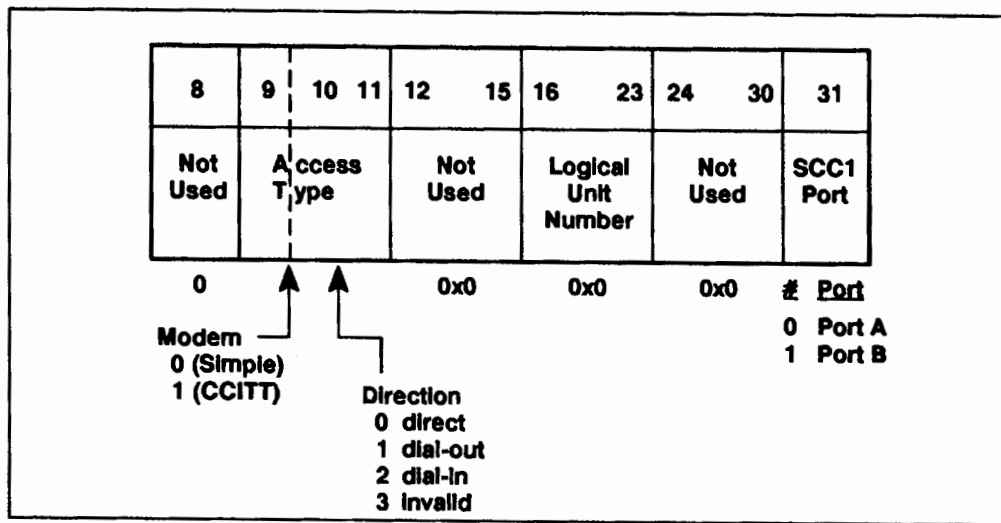 8 9 10 11 12 15 16 23 24 30 31
Not Used
Access Type
Not Used
Logical Unit Number
Not Used
SCC1 Port
0 0x0 0x0 0x0 # Port
0 Port A
1 Port B
Modem
0 (Simple)
1 (CCITT)
Direction
0 direct
1 dial-out
2 dial-in
3 invalid